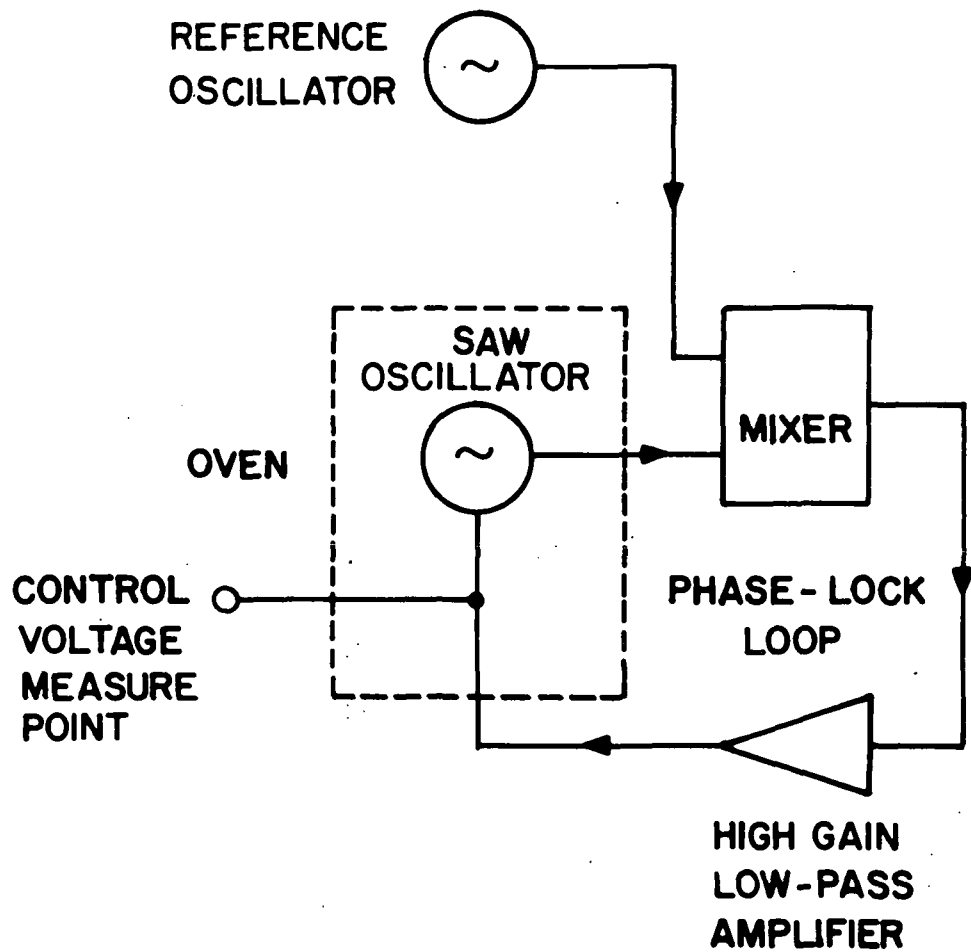 REFERENCE
OSCILLATOR
SAW
OSCILLATOR
MIXER
OVEN
CONTROL
VOLTAGE
MEASURE
POINT
PHASE-LOCK
LOOP
HIGH GAIN
LOW-PASS
AMPLIFIER